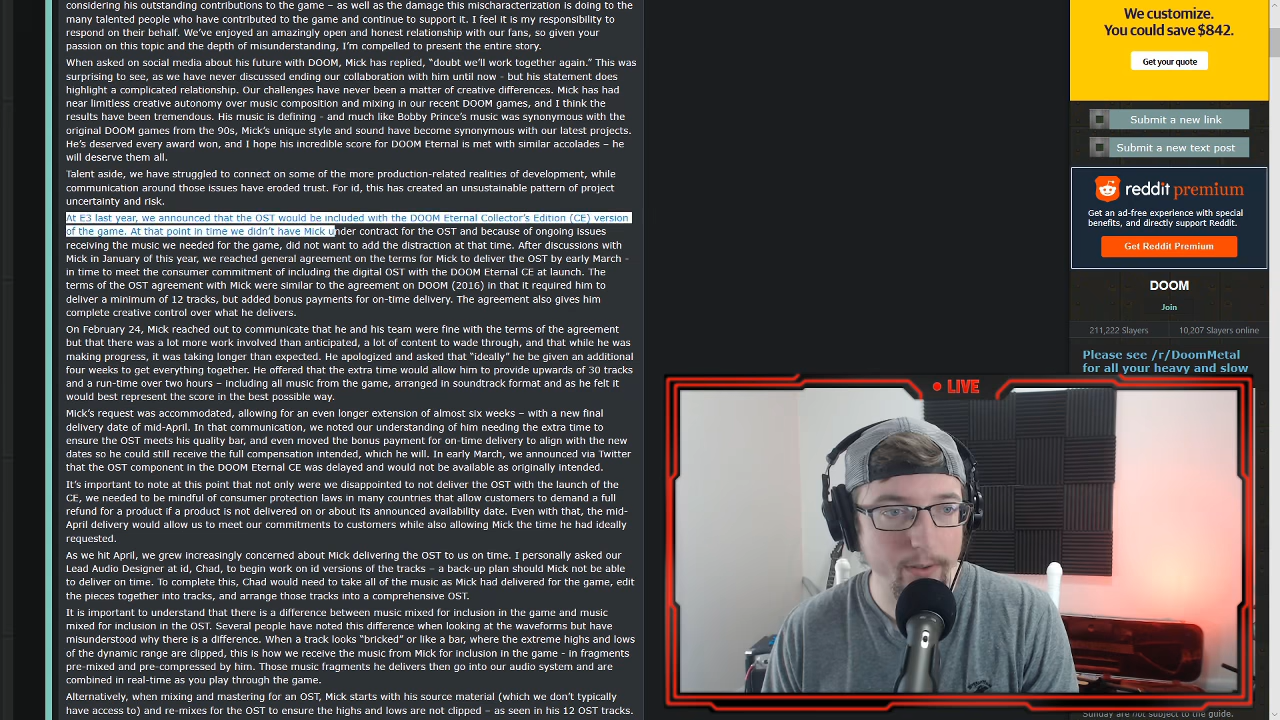 considering his outstanding contributions to the game – as well as the damage this mischaracterization is doing to the
many talented people who have contributed to the game and continue to support it. I feel it is my responsibility to
respond on their behalf. We've enjoyed an amazingly open and honest relationship with our fans, so given your
passion on this topic and the depth of misunderstanding, I'm compelled to present the entire story.
When asked on social media about his future with DOOM, Mick has replied, "doubt we'll work together again." This was
surprising to see, as we have never discussed ending our collaboration with him until now - but his statement does
highlight a complicated relationship. Our challenges have never been a matter of creative differences. Mick has had
near limitless creative autonomy over music composition and mixing in our recent DOOM games, and I think the
results have been tremendous. His music is defining - and much like Bobby Prince's music was synonymous with the
original DOOM games from the 90s, Mick's unique style and sound have become synonymous with our latest projects.
He's deserved every award won, and I hope his incredible score for DOOM Eternal is met with similar accolades – he
will deserve them all.
Talent aside, we have struggled to connect on some of the more production-related realities of development, while
communication around those issues have eroded trust. For id, this has created an unsustainable pattern of project
uncertainty and risk.
At E3 last year, we announced that the OST would be included with the DOOM Eternal Collector's Edition (CE) version
of the game. At that point in time we didn't have Mick under contract for the OST and because of ongoing issues
receiving the music we needed for the game, did not want to add the distraction at that time. After discussions with
Mick in January of this year, we reached general agreement on the terms for Mick to deliver the OST by early March -
in time to meet the consumer commitment of including the digital OST with the DOOM Eternal CE at launch. The
terms of the OST agreement with Mick were similar to the agreement on DOOM (2016) in that it required him to
deliver a minimum of 12 tracks, but added bonus payments for on-time delivery. The agreement also gives him
complete creative control over what he delivers.
On February 24, Mick reached out to communicate that he and his team were fine with the terms of the agreement
but that there was a lot more work involved than anticipated, a lot of content to wade through, and that while he was
making progress, it was taking longer than expected. He apologized and asked that "ideally" he be given an additional
four weeks to get everything together. He offered that the extra time would allow him to provide upwards of 30 tracks
and a run-time over two hours – including all music from the game, arranged in soundtrack format and as he felt it
would best represent the score in the best possible way.
Mick's request was accommodated, allowing for an even longer extension of almost six weeks – with a new final
delivery date of mid-April. In that communication, we noted our understanding of him needing the extra time to
ensure the OST meets his quality bar, and even moved the bonus payment for on-time delivery to align with the new
dates so he could still receive the full compensation intended, which he will. In early March, we announced via Twitter
that the OST component in the DOOM Eternal CE was delayed and would not be available as originally intended.
It's important to note at this point that not only were we disappointed to not deliver the OST with the launch of the
CE, we needed to be mindful of consumer protection laws in many countries that allow customers to demand a full
refund for a product if a product is not delivered on or about its announced availability date. Even with that, the mid-
April delivery would allow us to meet our commitments to customers while also allowing Mick the time he had ideally
requested.
As we hit April, we grew increasingly concerned about Mick delivering the OST to us on time. I personally asked our
Lead Audio Designer at id, Chad, to begin work on id versions of the tracks – a back-up plan should Mick not be able
to deliver on time. To complete this, Chad would need to take all of the music as Mick had delivered for the game, edit
the pieces together into tracks, and arrange those tracks into a comprehensive OST.
It is important to understand that there is a difference between music mixed for inclusion in the game and music
mixed for inclusion in the OST. Several people have noted this difference when looking at the waveforms but have
misunderstood why there is a difference. When a track looks "bricked" or like a bar, where the extreme highs and lows
of the dynamic range are clipped, this is how we receive the music from Mick for inclusion in the game - in fragments
pre-mixed and pre-compressed by him. Those music fragments he delivers then go into our audio system and are
combined in real-time as you play through the game.
Alternatively, when mixing and mastering for an OST, Mick starts with his source material (which we don't typically
have access to) and re-mixes for the OST to ensure the highs and lows are not clipped – as seen in his 12 OST tracks.
We customize.
You could save $842.
Get your quote
Submit a new link
Submit a new text post
reddit premium
Get an ad-free experience with special
benefits, and directly support Reddit.
Get Reddit Premium
DOOM
Join
211,222 Slayers 10,207 Slayers online
Please see /r/DoomMetal
for all your heavy and slow
LIVE
Sunday are not subject to the guide.